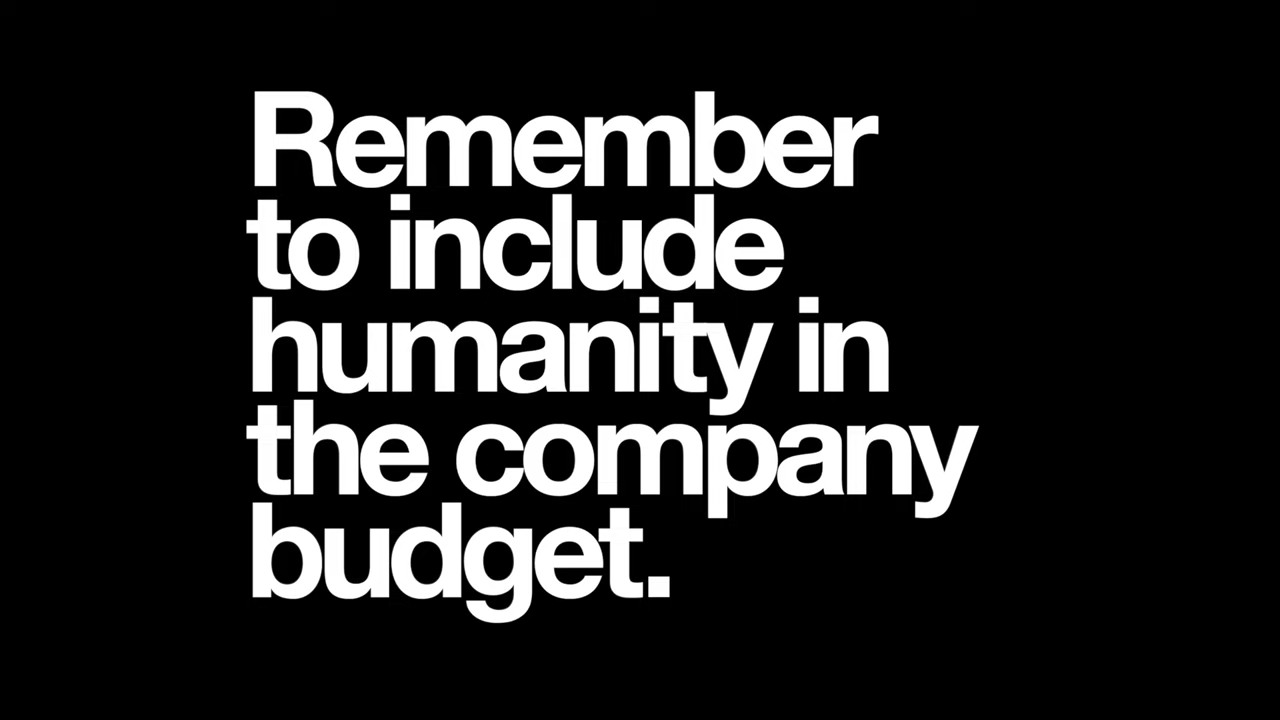 Remember
to include
humanity in
the company
budget.